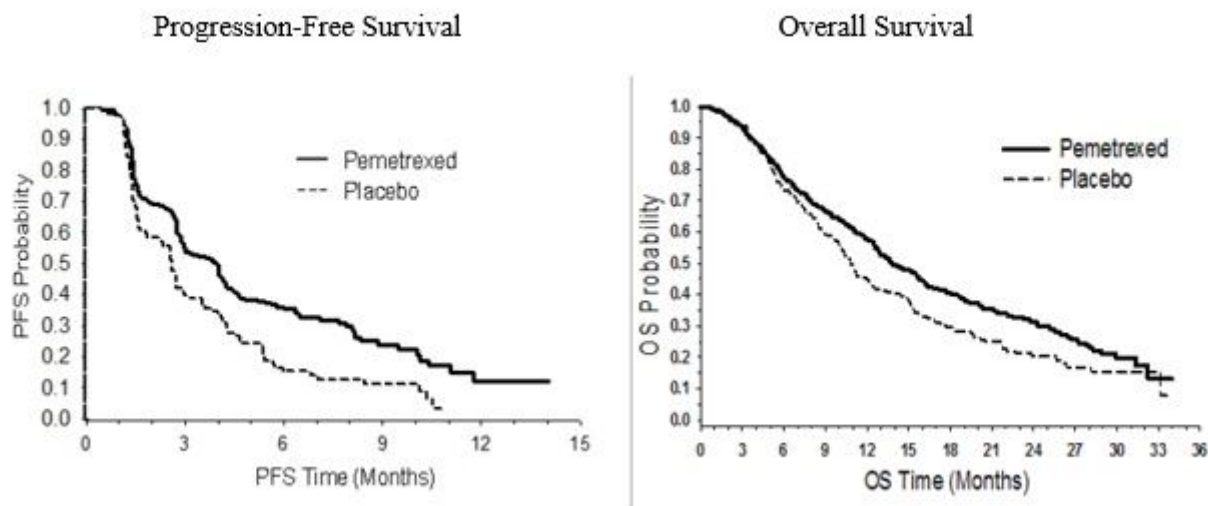 Progression-Free Survival
Overall Survival
PFS Probability
1.0
0.9
0.8
0.7
0.6
0.5
0.4
0.3
0.2
0.1
0.0
Pemetrexed
Placebo
0 3 6 9 12 15
PFS Time (Months)
OS Probability
1.0
0.9
0.8
0.7
0.6
0.5
0.4
0.3
0.2
0.1
0.0
Pemetrexed
Placebo
0 3 6 9 12 15 18 21 24 27 30 33 36
OS Time (Months)